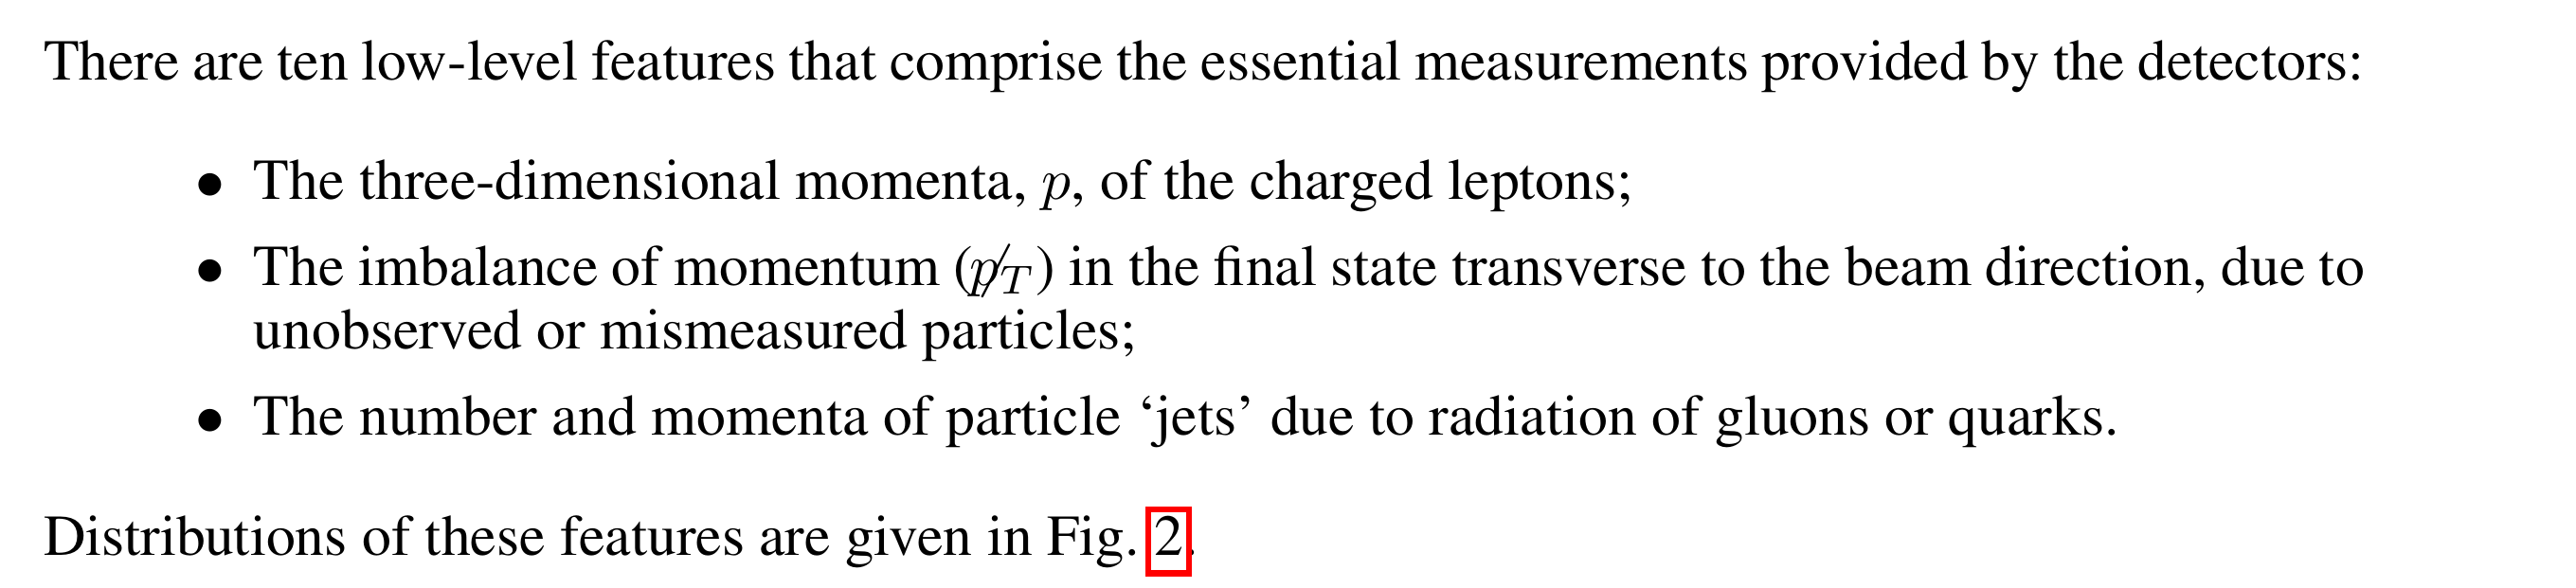 There are ten low-level features that comprise the essential measurements provided by the detectors:
• The three-dimensional momenta, p, of the charged leptons;
• The imbalance of momentum (p̸_T) in the final state transverse to the beam direction, due to
unobserved or mismeasured particles;
• The number and momenta of particle ‘jets’ due to radiation of gluons or quarks.
Distributions of these features are given in Fig. 2.